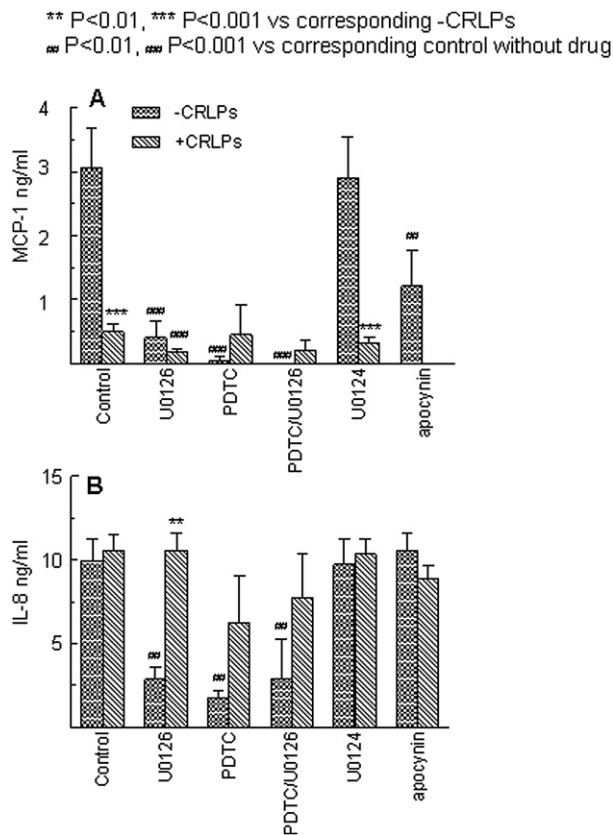 ** P<0.01, *** P<0.001 vs corresponding -CRLPs
## P<0.01, ### P<0.001 vs corresponding control without drug
A
-CRLPs
+CRLPs
MCP-1 ng/ml
4
3
2
1
***
###
###
###
###
***
##
Control
U0126
PDTC
PDTC/U0126
U0124
apocynin
B
IL-8 ng/ml
15
10
5
##
**
##
##
Control
U0126
PDTC
PDTC/U0126
U0124
apocynin